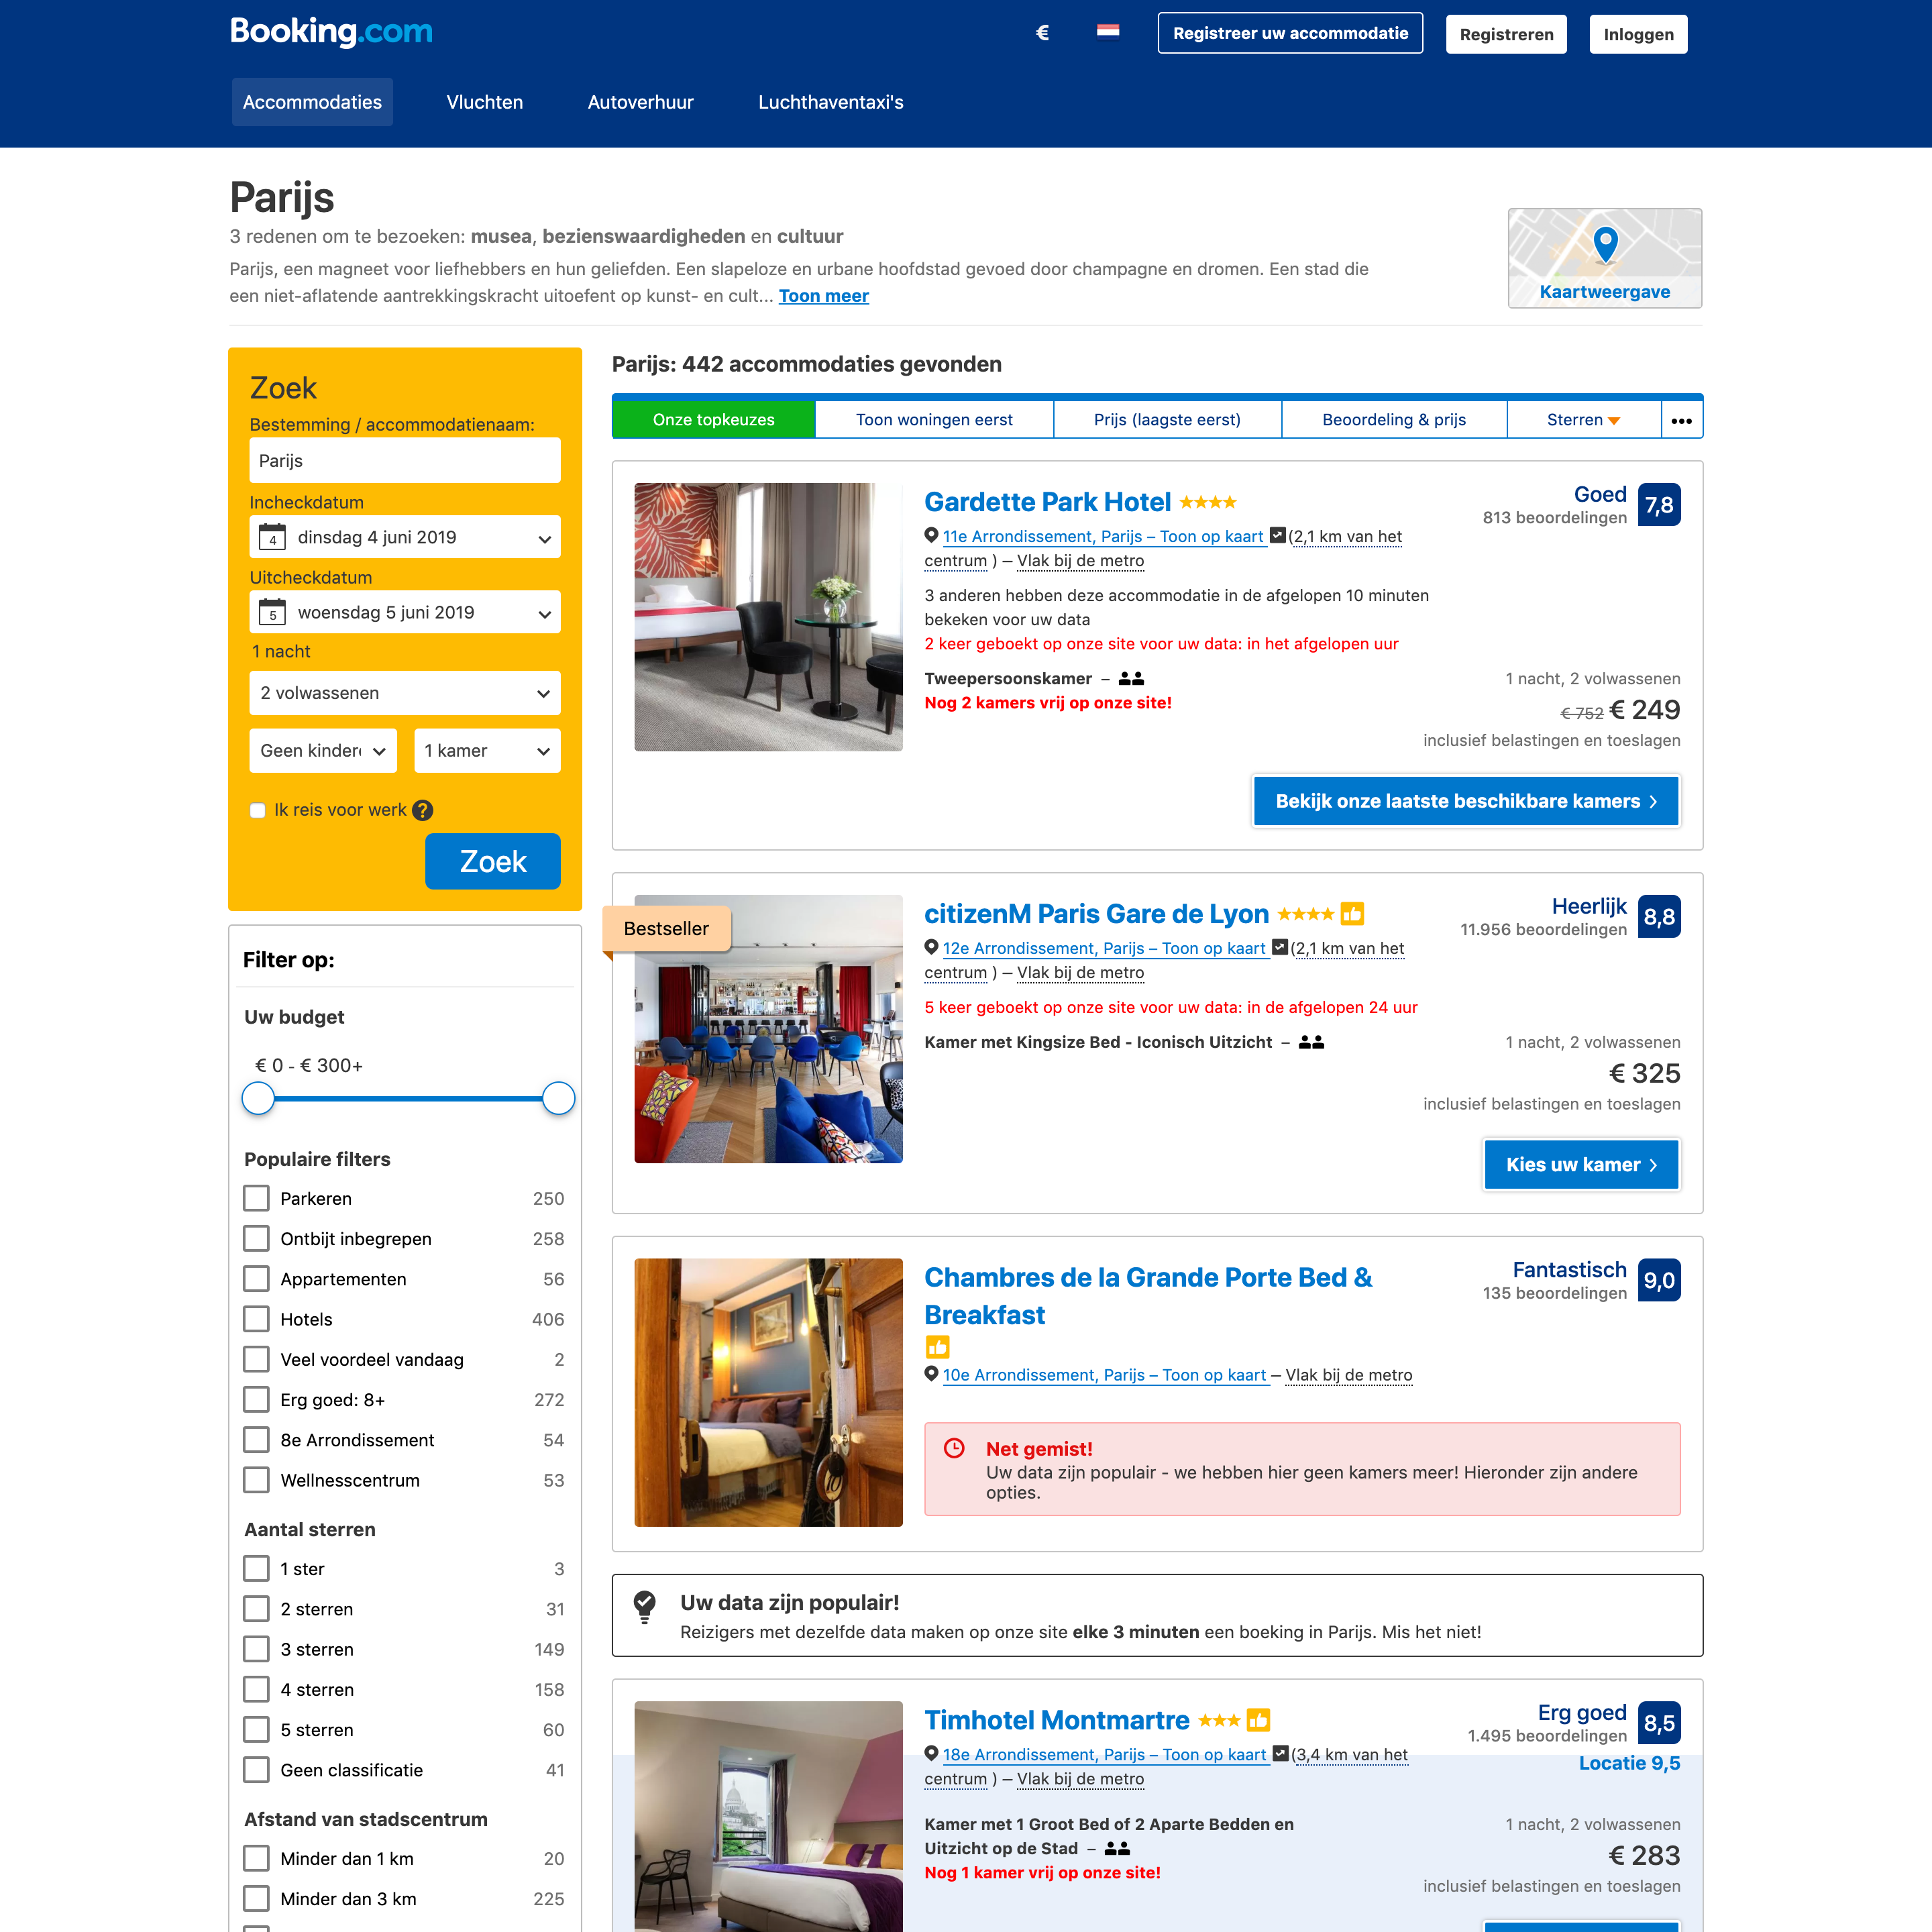 Booking.com
€
Registreer uw accommodatie
Registreren
Inloggen
Accommodaties
Vluchten
Autoverhuur
Luchthaventaxi's
Parijs
3 redenen om te bezoeken: musea, bezienswaardigheden en cultuur
Parijs, een magneet voor liefhebbers en hun geliefden. Een slapeloze en urbane hoofdstad gevoed door champagne en dromen. Een stad die
een niet-aflatende aantrekkingskracht uitoefent op kunst- en cult... Toon meer
Kaartweergave
Zoek
Bestemming / accommodatienaam:
Parijs
Incheckdatum
4 dinsdag 4 juni 2019
Uitcheckdatum
5 woensdag 5 juni 2019
1 nacht
2 volwassenen
Geen kinder
1 kamer
Ik reis voor werk ?
Zoek
Filter op:
Uw budget
€ 0 - € 300+
Populaire filters
Parkeren 250
Ontbijt inbegrepen 258
Appartementen 56
Hotels 406
Veel voordeel vandaag 2
Erg goed: 8+ 272
8e Arrondissement 54
Wellnesscentrum 53
Aantal sterren
1 ster 3
2 sterren 31
3 sterren 149
4 sterren 158
5 sterren 60
Geen classificatie 41
Afstand van stadscentrum
Minder dan 1 km 20
Minder dan 3 km 225
Parijs: 442 accommodaties gevonden
Onze topkeuzes
Toon woningen eerst
Prijs (laagste eerst)
Beoordeling & prijs
Sterren
•••
Gardette Park Hotel
Goed 7,8
813 beoordelingen
11e Arrondissement, Parijs – Toon op kaart (2,1 km van het
centrum ) – Vlak bij de metro
3 anderen hebben deze accommodatie in de afgelopen 10 minuten
bekeken voor uw data
2 keer geboekt op onze site voor uw data: in het afgelopen uur
Tweepersoonskamer –
Nog 2 kamers vrij op onze site!
1 nacht, 2 volwassenen
€ 752 € 249
inclusief belastingen en toeslagen
Bekijk onze laatste beschikbare kamers
Bestseller
citizenM Paris Gare de Lyon
Heerlijk 8,8
11.956 beoordelingen
12e Arrondissement, Parijs – Toon op kaart (2,1 km van het
centrum ) – Vlak bij de metro
5 keer geboekt op onze site voor uw data: in de afgelopen 24 uur
Kamer met Kingsize Bed - Iconisch Uitzicht –
1 nacht, 2 volwassenen
€ 325
inclusief belastingen en toeslagen
Kies uw kamer
10
Chambres de la Grande Porte Bed &
Breakfast
Fantastisch 9,0
135 beoordelingen
10e Arrondissement, Parijs – Toon op kaart – Vlak bij de metro
Net gemist!
Uw data zijn populair - we hebben hier geen kamers meer! Hieronder zijn andere
opties.
Uw data zijn populair!
Reizigers met dezelfde data maken op onze site elke 3 minuten een boeking in Parijs. Mis het niet!
Timhotel Montmartre
Erg goed 8,5
1.495 beoordelingen
Locatie 9,5
18e Arrondissement, Parijs – Toon op kaart (3,4 km van het
centrum ) – Vlak bij de metro
Kamer met 1 Groot Bed of 2 Aparte Bedden en
Uitzicht op de Stad –
Nog 1 kamer vrij op onze site!
1 nacht, 2 volwassenen
€ 283
inclusief belastingen en toeslagen